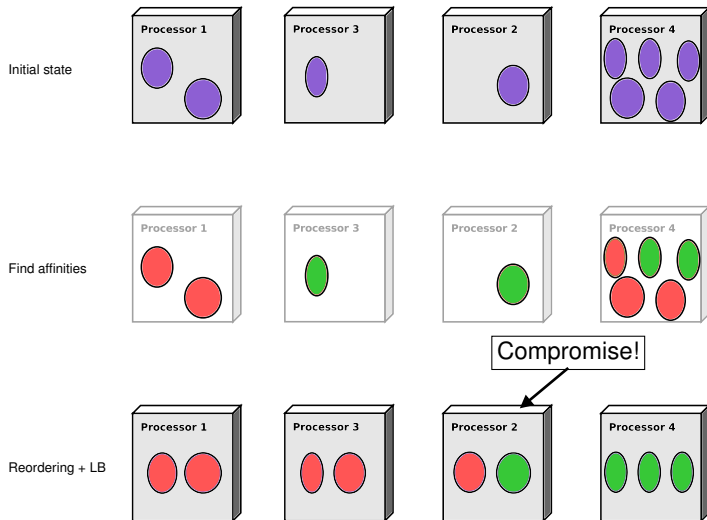 Processor 1
Processor 3
Processor 2
Processor 4
Initial state
Processor 1
Processor 3
Processor 2
Processor 4
Find affinities
Compromise!
Processor 1
Processor 3
Processor 2
Processor 4
Reordering + LB